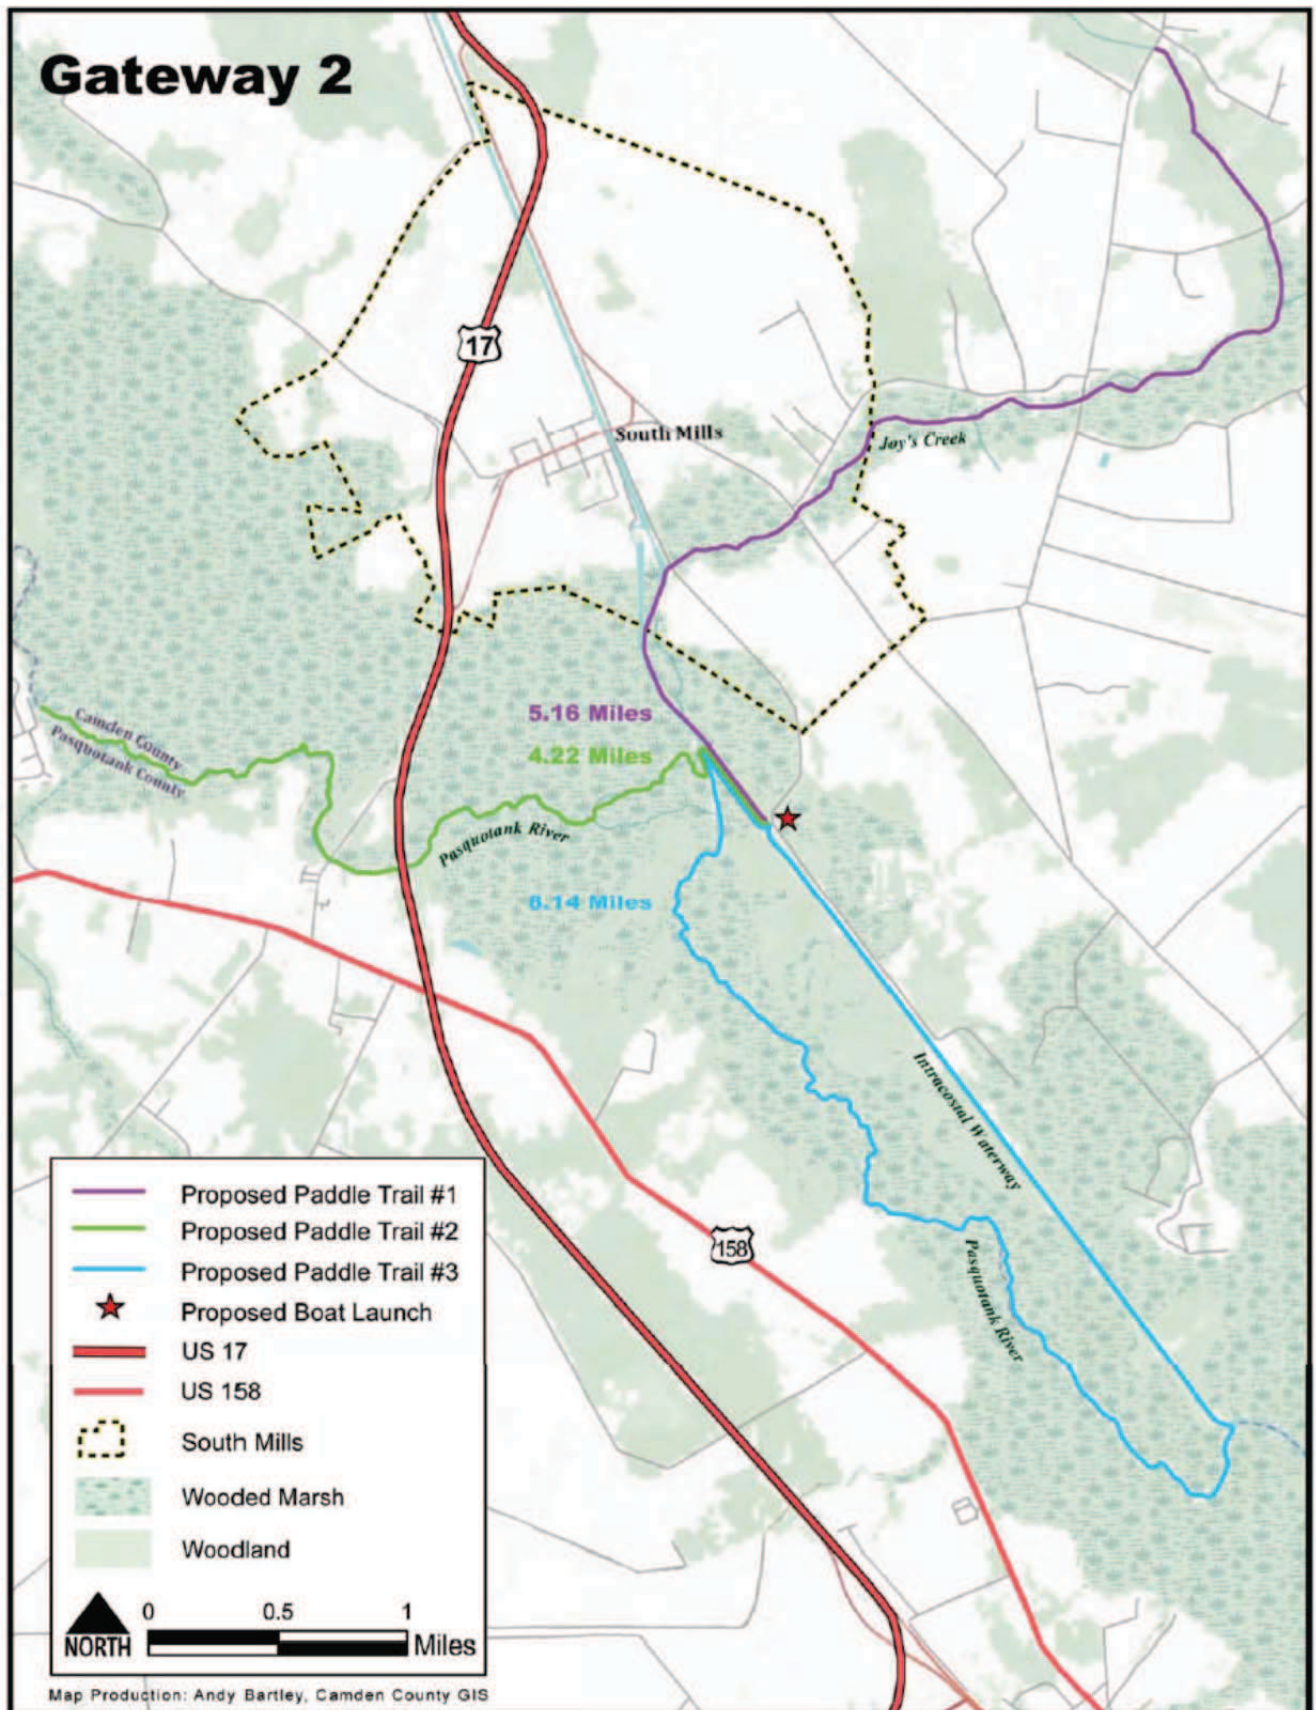 Gateway 2
17
South Mills
Joy's Creek
5.16 Miles
4.22 Miles
Camden County
Pasquotank County
Pasquotank River
6.14 Miles
Intracostal Waterway
158
Pasquotank River
Proposed Paddle Trail #1
Proposed Paddle Trail #2
Proposed Paddle Trail #3
Proposed Boat Launch
US 17
US 158
South Mills
Wooded Marsh
Woodland
0 0.5 1
NORTH Miles
Map Production: Andy Bartley, Camden County GIS